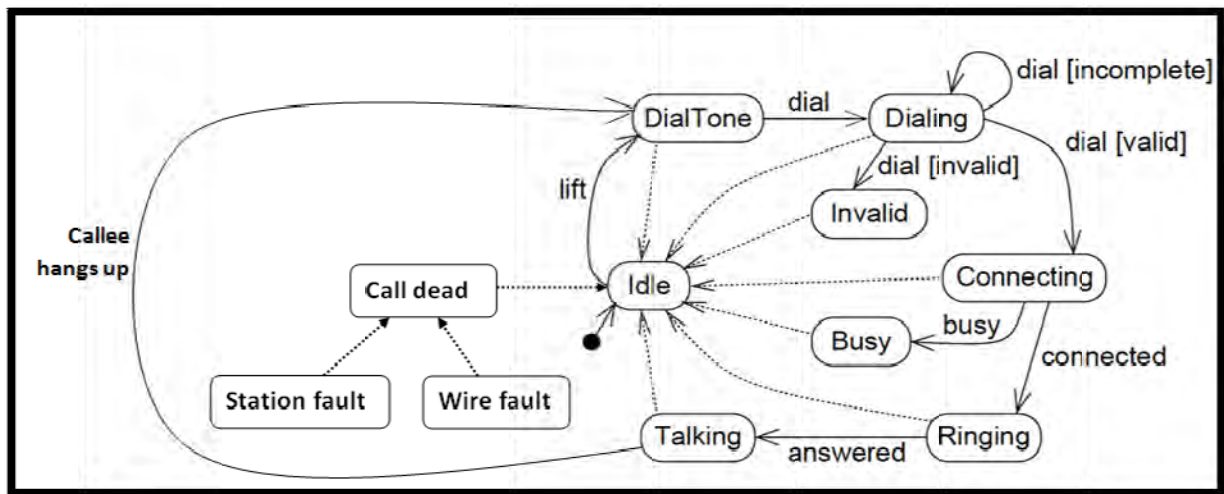 dial [incomplete]
DialTone
dial
Dialing
dial [valid]
dial [invalid]
lift
Invalid
Callee
hangs up
Call dead
Idle
Connecting
Busy
busy
connected
Station fault
Wire fault
Talking
answered
Ringing